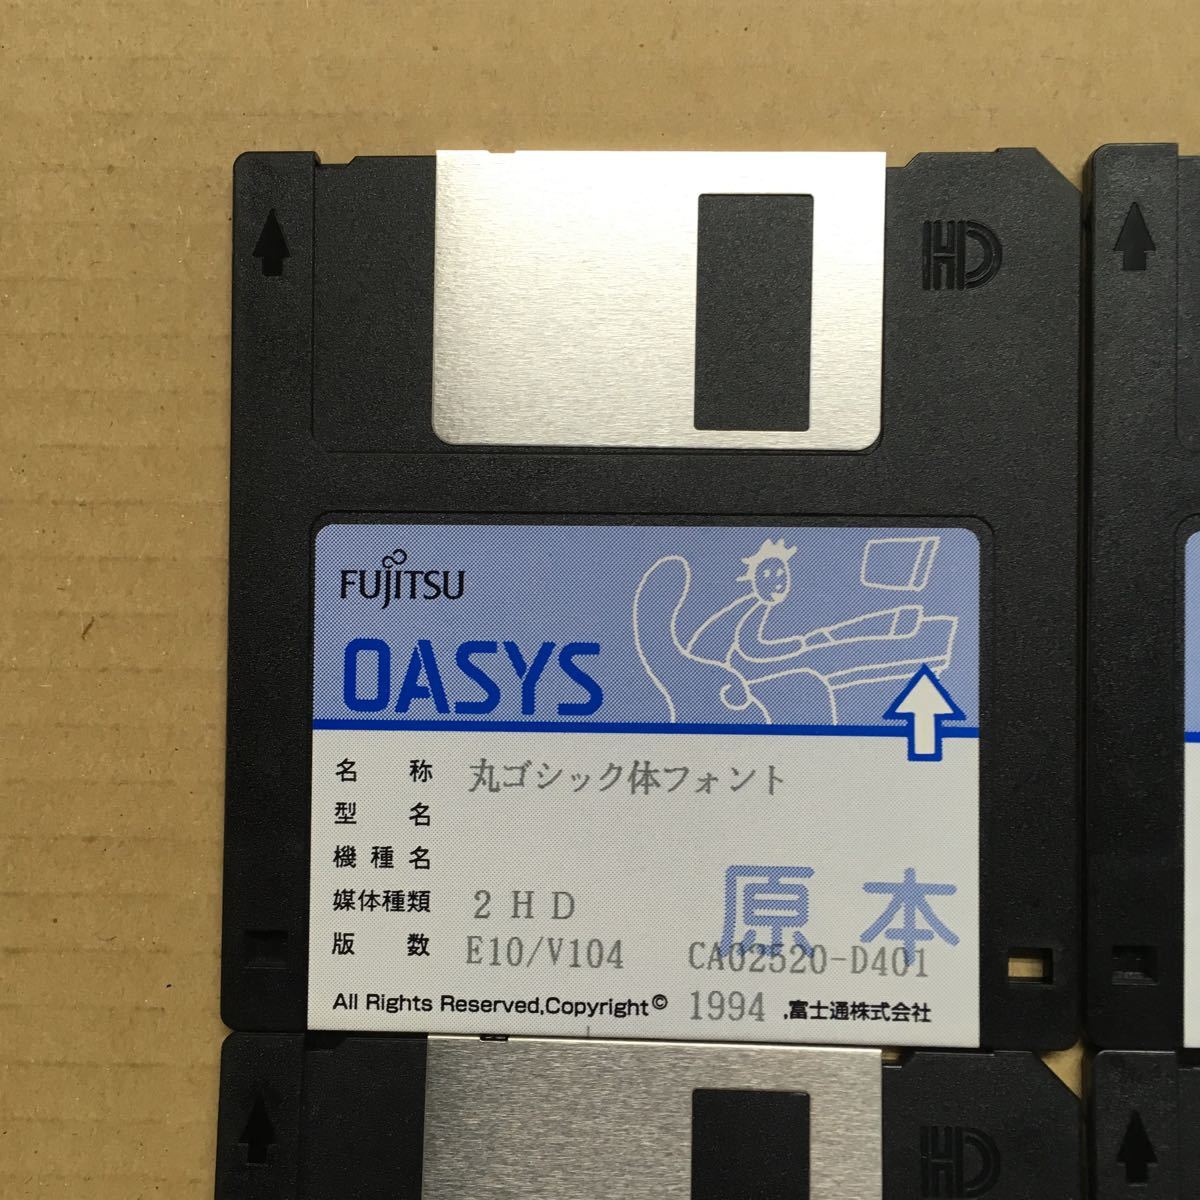 HD
FUJITSU
OASYS
名称 丸ゴシック体フォント
型名
機種名
媒体種類 2HD
原本
版数 E10/V104 CA02520-D401
All Rights Reserved,Copyright© 1994 ,富士通株式会社
HD